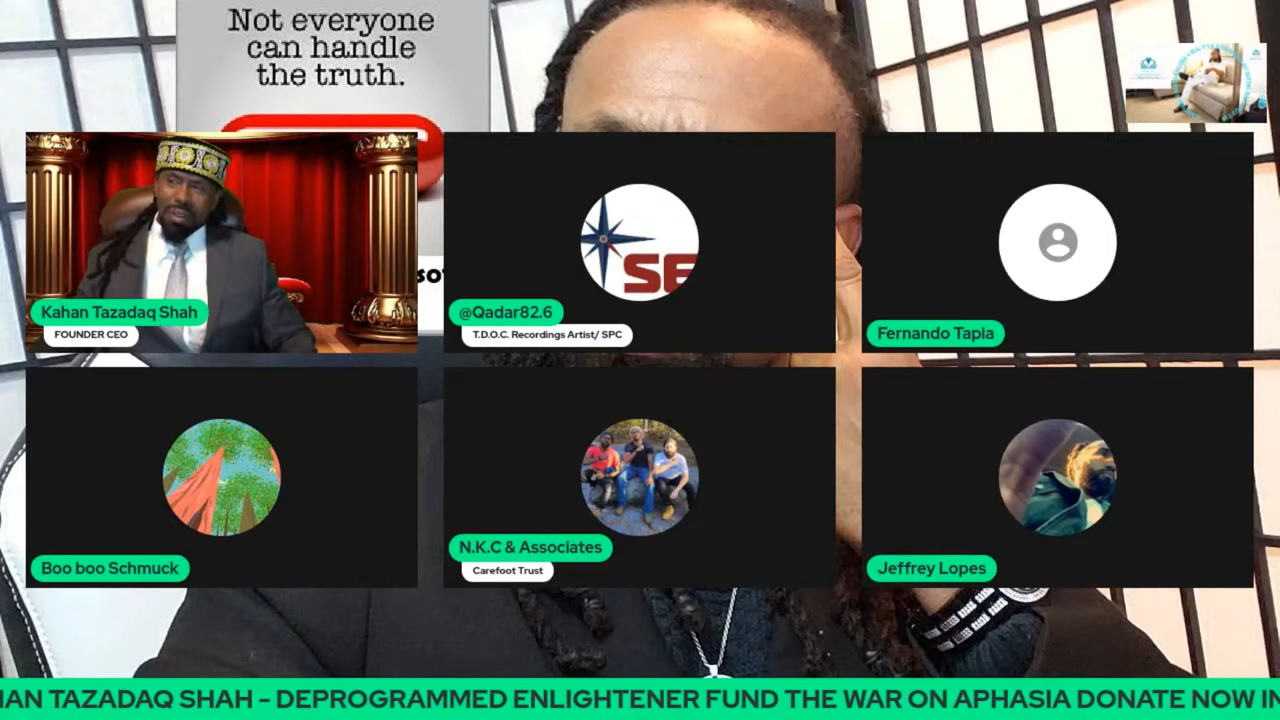 Not everyone
can handle
the truth.
Kahan Tazadaq Shah
FOUNDER CEO
@Qadar82.6
T.D.O.C. Recordings Artist/ SPC
Fernando Tapia
SE
Boo boo Schmuck
N.K.C & Associates
Carefoot Trust
Jeffrey Lopes
HAN TAZADAQ SHAH - DEPROGRAMMED ENLIGHTENER FUND THE WAR ON APHASIA DONATE NOW IN